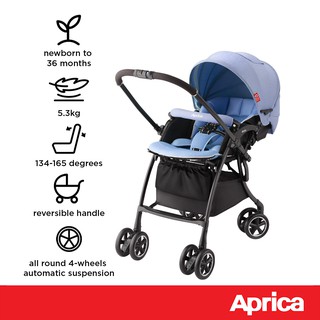 newborn to
36 months
5.3kg
134-165 degrees
reversible handle
all round 4-wheels
automatic suspension
Aprica